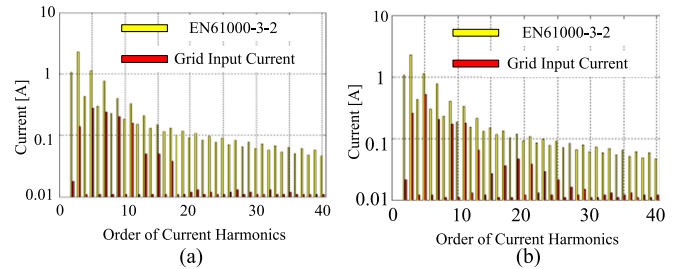 10
EN61000-3-2
Grid Input Current
1
0.1
0.01
Current [A]
0
10
20
30
40
Order of Current Harmonics
(a)
10
EN61000-3-2
Grid Input Current
1
0.1
0.01
Current [A]
0
10
20
30
40
Order of Current Harmonics
(b)